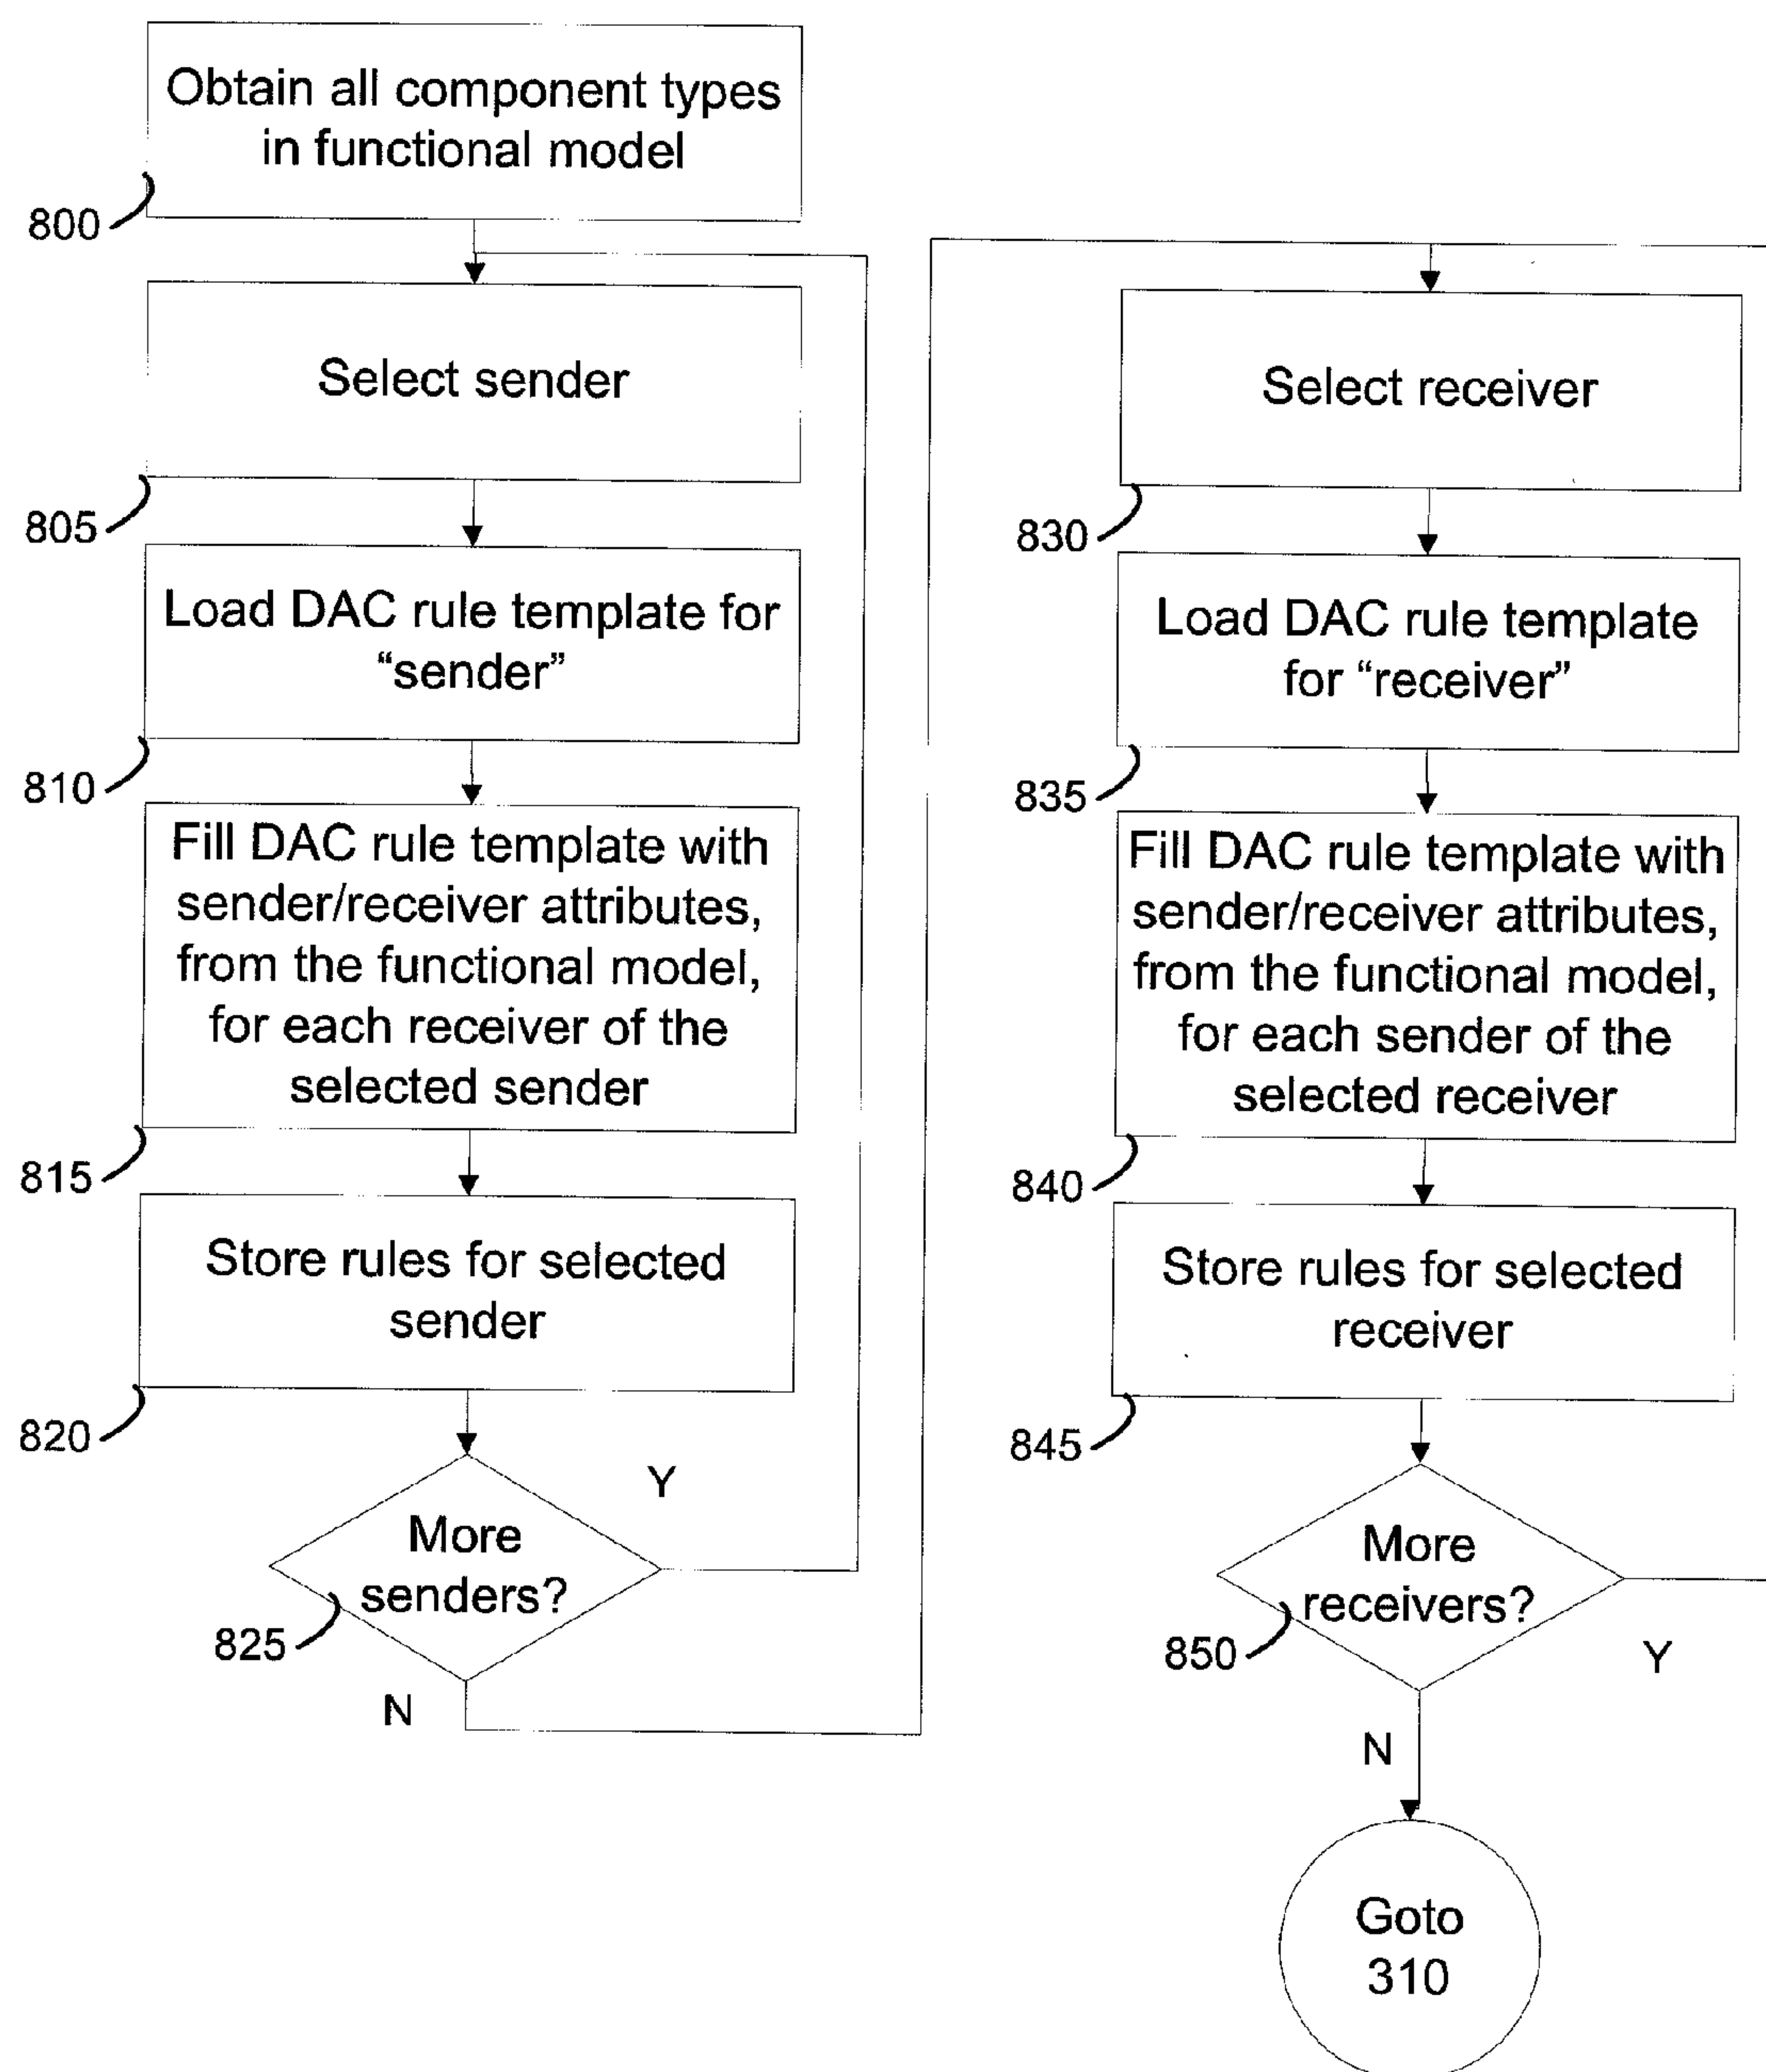 Obtain all component types
in functional model
800
Select sender
805
Load DAC rule template for
“sender”
810
Fill DAC rule template with
sender/receiver attributes,
from the functional model,
for each receiver of the
selected sender
815
Store rules for selected
sender
820
Y
More
senders?
825
N
Select receiver
830
Load DAC rule template
for “receiver”
835
Fill DAC rule template with
sender/receiver attributes,
from the functional model,
for each sender of the
selected receiver
840
Store rules for selected
receiver
845
More
receivers?
850
Y
N
Goto
310